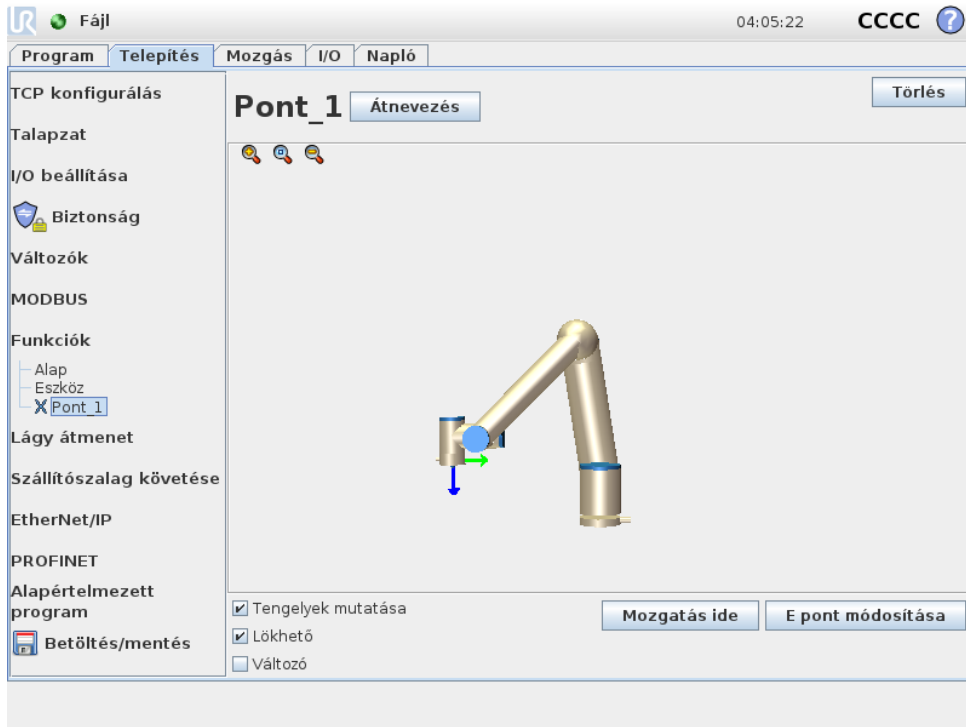 UR Fájl 04:05:22 CCCC ?
Program Telepítés Mozgás I/O Napló
TCP konfigurálás
Talapzat
I/O beállítása
Biztonság
Változók
MODBUS
Funkciók
Alap
Eszköz
Pont_1
Lágy átmenet
Szállítószalag követése
EtherNet/IP
PROFINET
Alapértelmezett
program
Betöltés/mentés
Pont_1 Átnevezés Törlés
Tengelyek mutatása
Lökhető
Változó
Mozgatás ide E pont módosítása